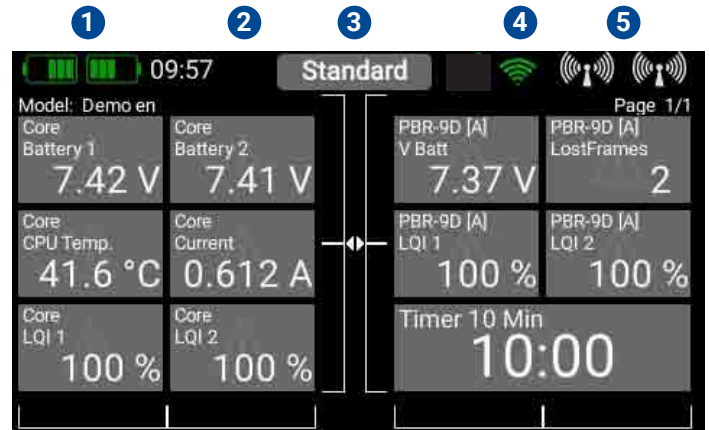 1 2 3 4 5
09:57 Standard
Model: Demo en Page 1/1
Core Core PBR-9D [A] PBR-9D [A]
Battery 1 Battery 2 V Batt LostFrames
7.42 V 7.41 V 7.37 V 2
Core Core PBR-9D [A] PBR-9D [A]
CPU Temp. Current LQI 1 LQI 2
41.6 °C 0.612 A 100 % 100 %
Core Core Timer 10 Min
LQI 1 LQI 2 10:00
100 % 100 %